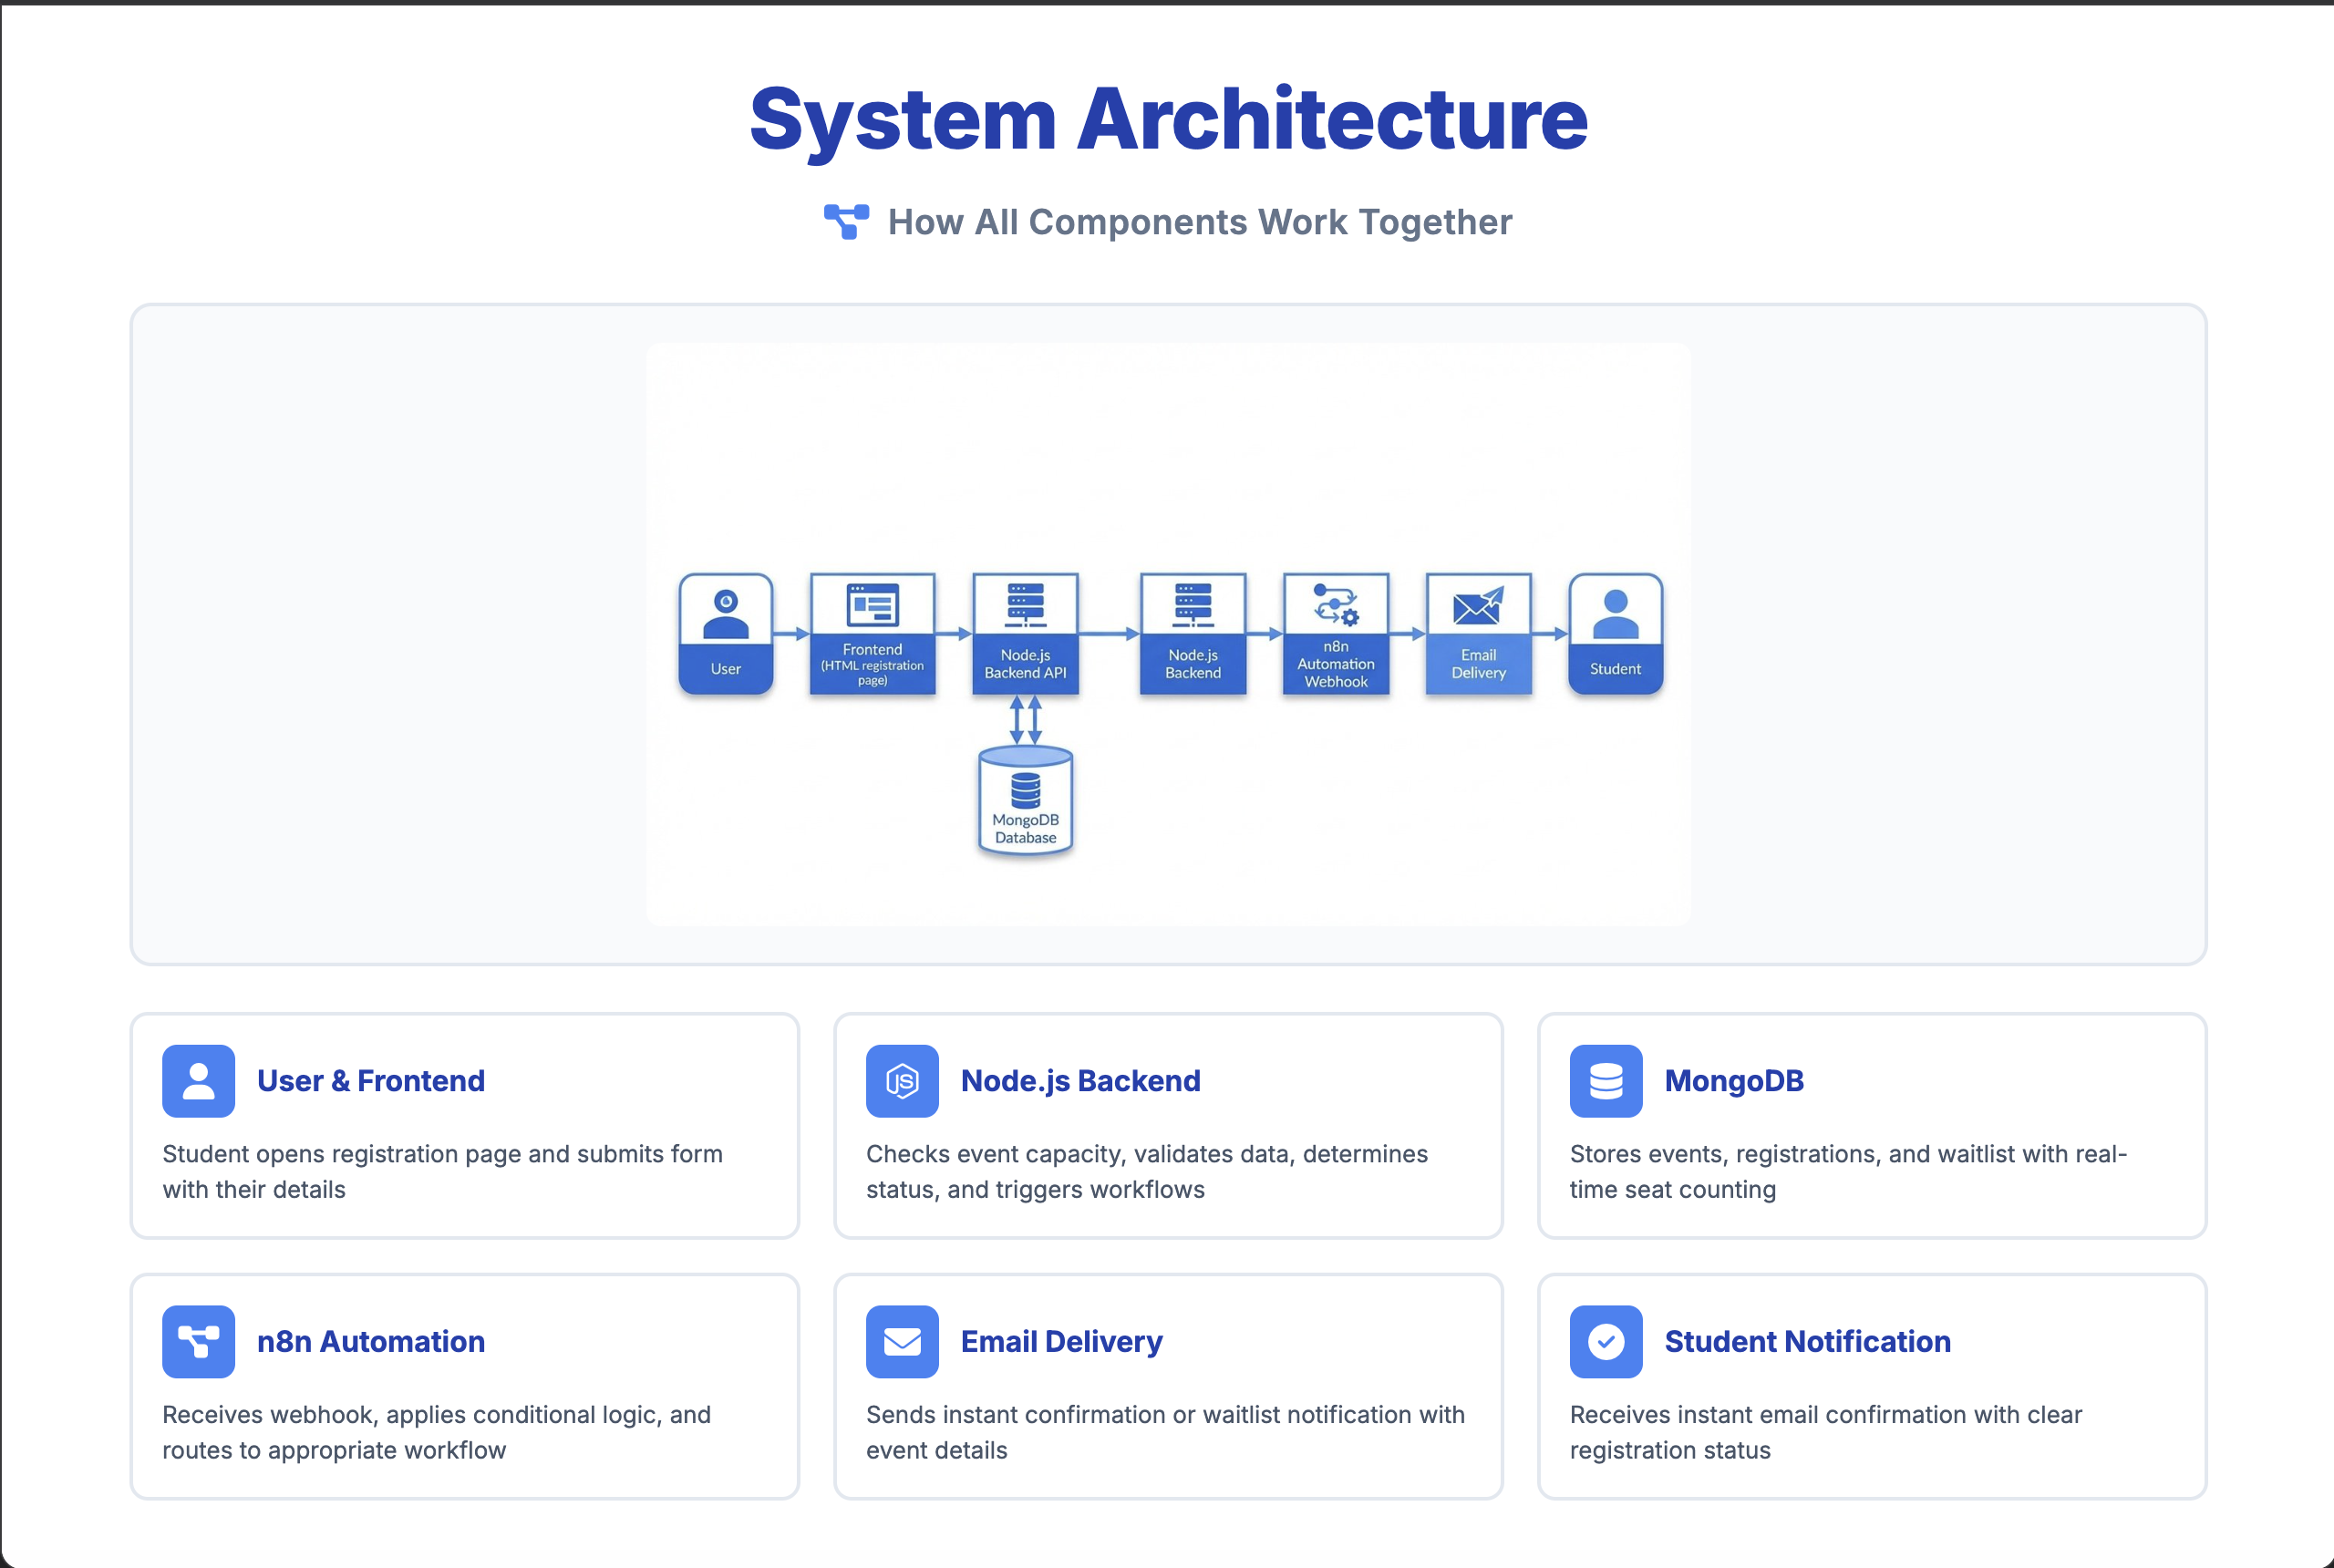 System Architecture
How All Components Work Together
User
Frontend
(HTML registration
page)
Node.js
Backend API
Node.js
Backend
n8n
Automation
Webhook
Email
Delivery
Student
MongoDB
Database
User & Frontend
Student opens registration page and submits form
with their details
JS
Node.js Backend
Checks event capacity, validates data, determines
status, and triggers workflows
MongoDB
Stores events, registrations, and waitlist with real-
time seat counting
n8n Automation
Receives webhook, applies conditional logic, and
routes to appropriate workflow
Email Delivery
Sends instant confirmation or waitlist notification with
event details
Student Notification
Receives instant email confirmation with clear
registration status